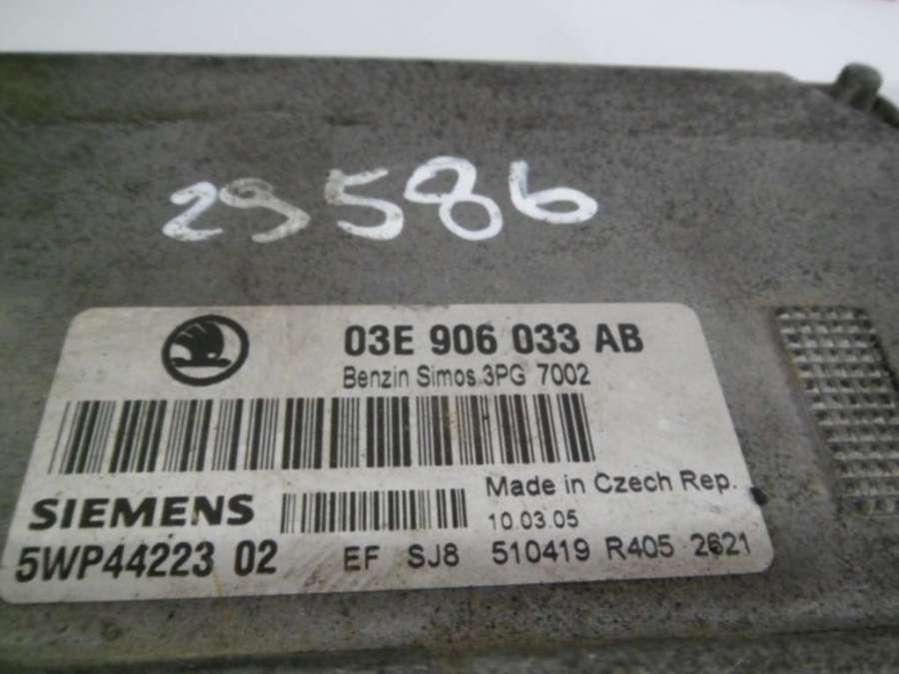 29586
03E 906 033 AB
Benzin Simos 3PG 7002
Made in Czech Rep.
SIEMENS
10.03.05
5WP44223 02 EF SJ8 510419 R405 2621